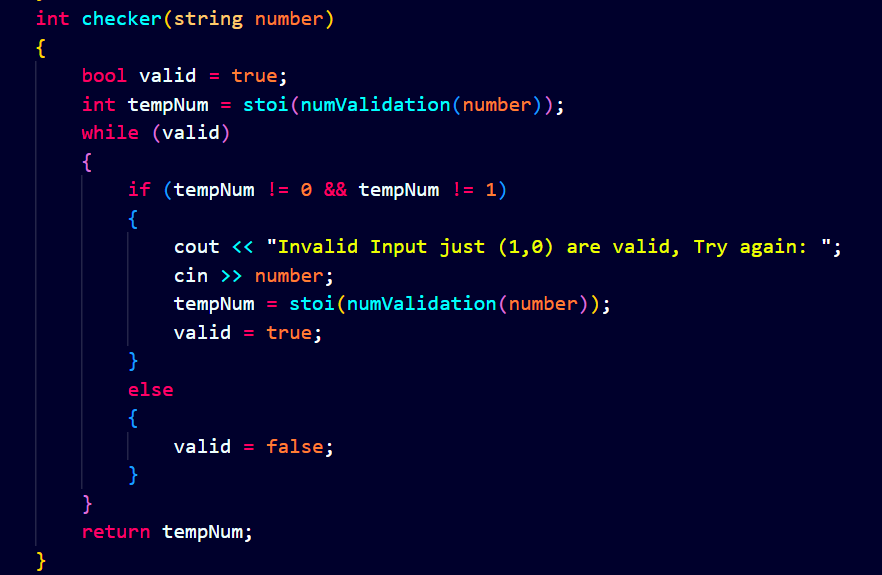 int checker(string number)
{
    bool valid = true;
    int tempNum = stoi(numValidation(number));
    while (valid)
    {
        if (tempNum != 0 && tempNum != 1)
        {
            cout << "Invalid Input just (1,0) are valid, Try again: ";
            cin >> number;
            tempNum = stoi(numValidation(number));
            valid = true;
        }
        else
        {
            valid = false;
        }
    }
    return tempNum;
}